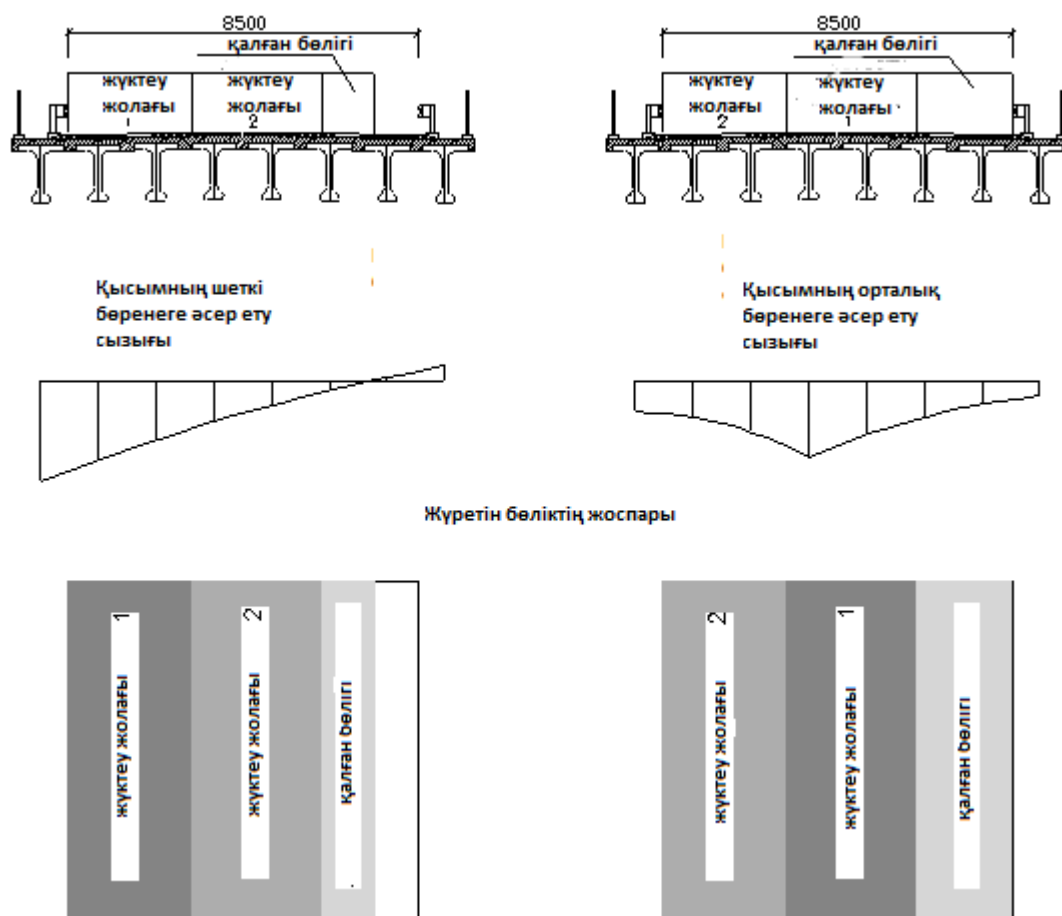 8500
қалған бөлігі
жүктеу
жолағы
1
жүктеу
жолағы
2
8500
қалған бөлігі
жүктеу
жолағы
2
жүктеу
жолағы
1
Қысымның шеткі
бөренеге әсер ету
сызығы
Қысымның орталық
бөренеге әсер ету
сызығы
Жүретін бөліктің жоспары
1
жүктеу жолағы
2
жүктеу жолағы
қалған бөлігі
2
жүктеу жолағы
1
жүктеу жолағы
қалған бөлігі